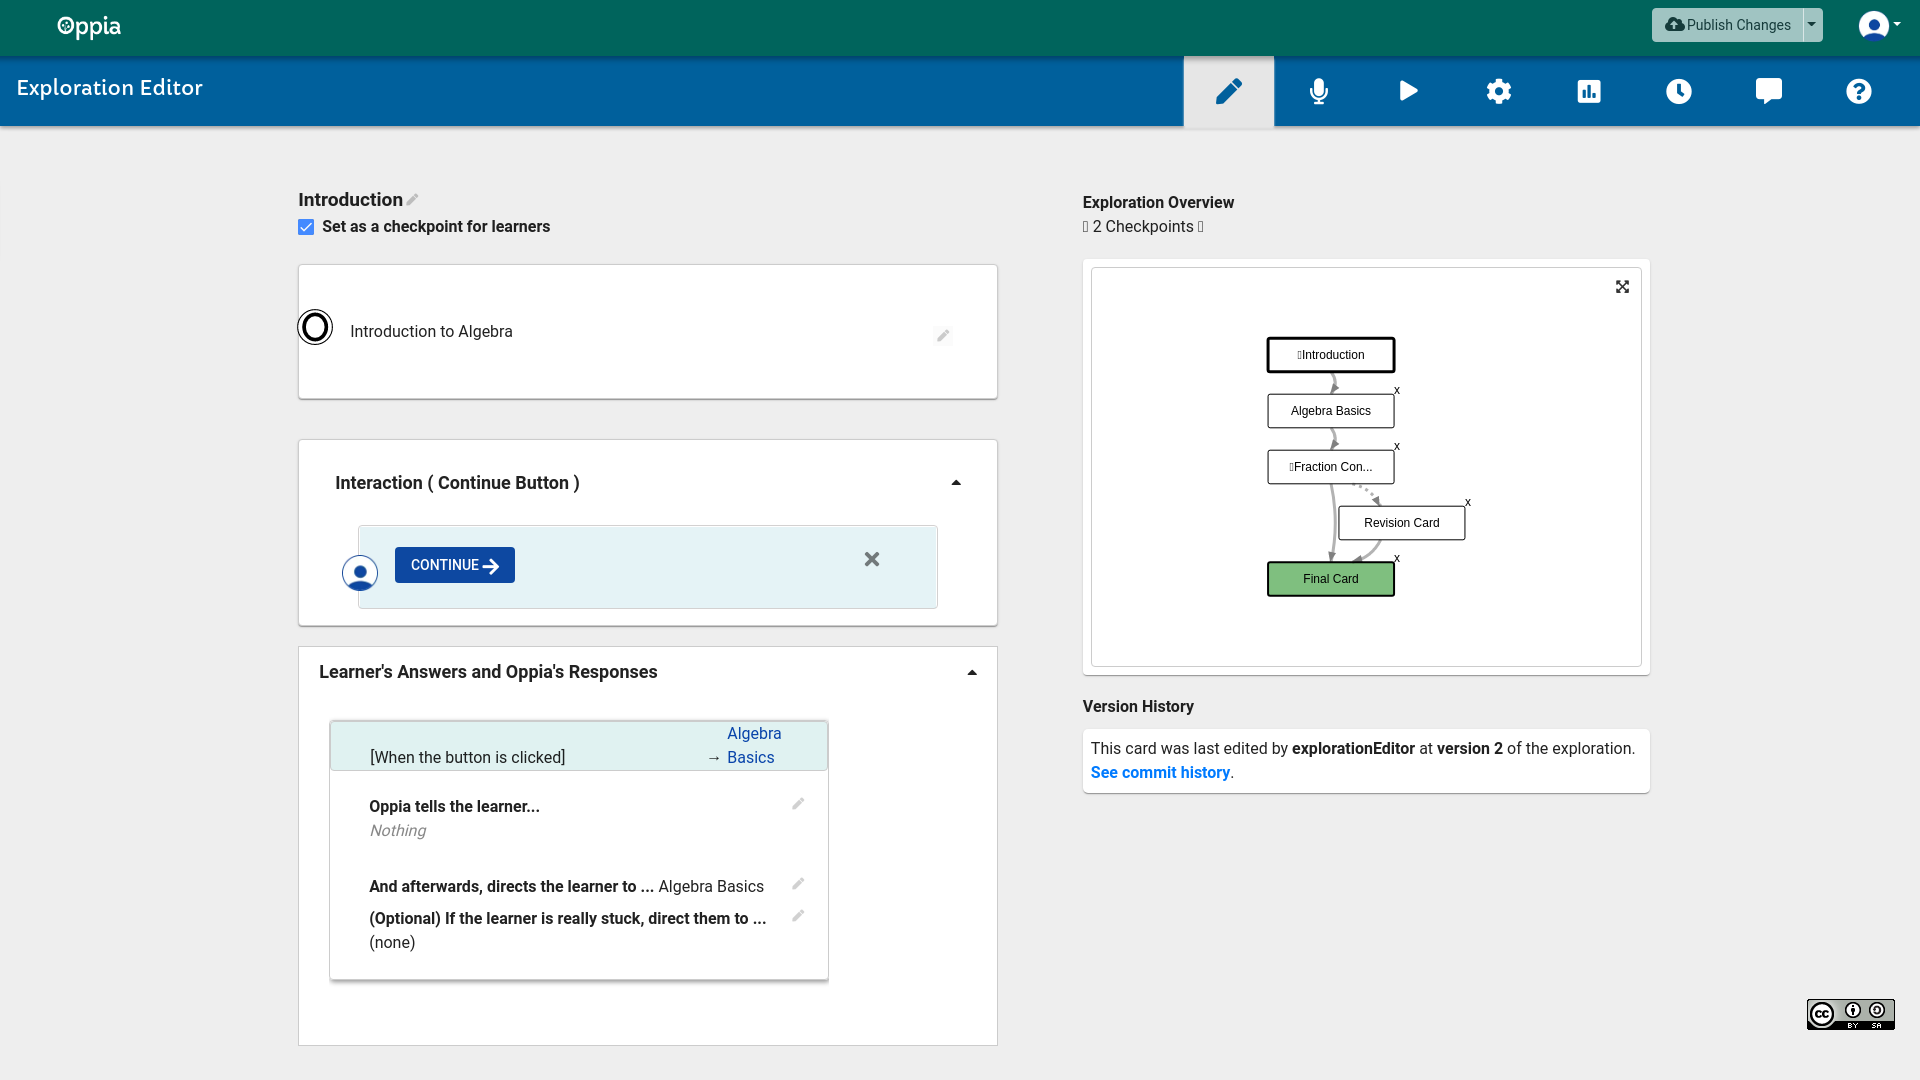 Oppia
Publish Changes
Exploration Editor
Introduction
Set as a checkpoint for learners
Introduction to Algebra
Interaction ( Continue Button )
CONTINUE
Learner's Answers and Oppia's Responses
[When the button is clicked]
→ Algebra
Basics
Oppia tells the learner...
Nothing
And afterwards, directs the learner to ... Algebra Basics
(Optional) If the learner is really stuck, direct them to ...
(none)
Exploration Overview
2 Checkpoints
Introduction
x
Algebra Basics
x
Fraction Con...
x
Revision Card
x
Final Card
Version History
This card was last edited by explorationEditor at version 2 of the exploration.
See commit history.
cc
BY SA